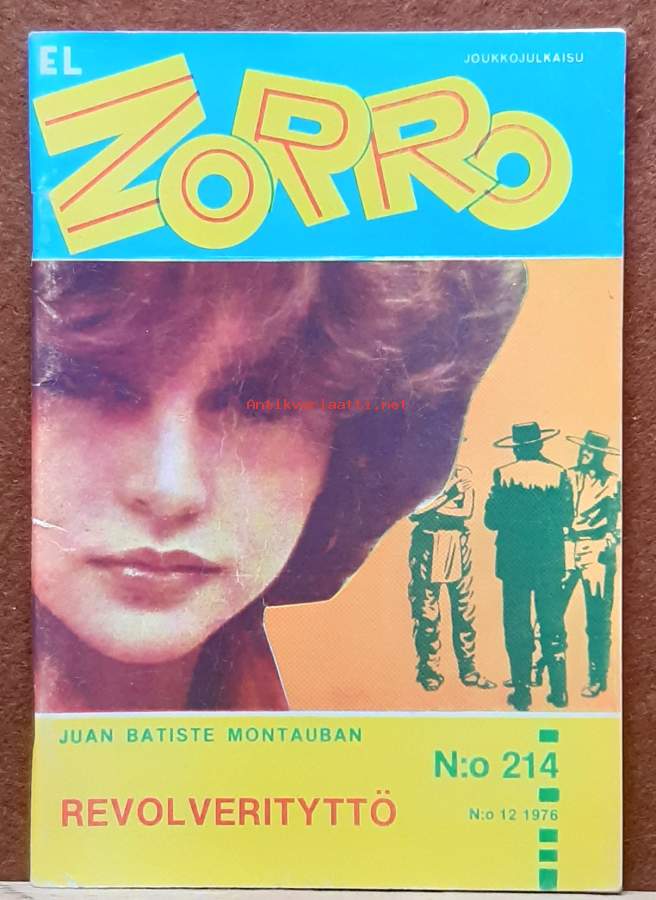 EL
JOUKKOJULKAISU
ZORRO
Antikvariaatti.net
JUAN BATISTE MONTAUBAN
N:o 214
REVOLVERITYTTÖ
N:o 12 1976